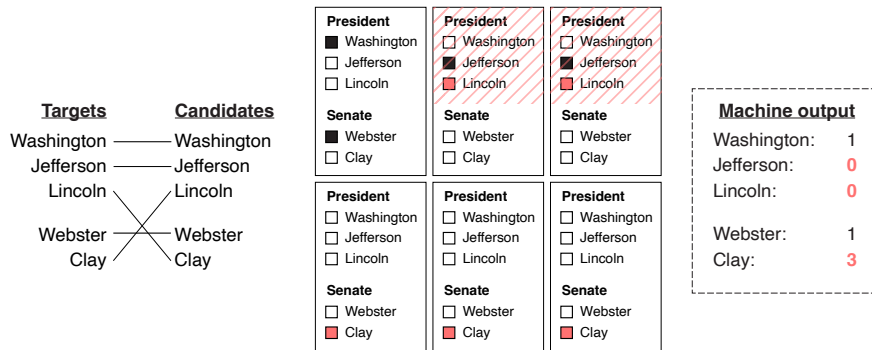 Targets
Candidates
Washington
Washington
Jefferson
Jefferson
Lincoln
Lincoln
Webster
Webster
Clay
Clay
President
Washington
Jefferson
Lincoln
Senate
Webster
Clay
President
Washington
Jefferson
Lincoln
Senate
Webster
Clay
President
Washington
Jefferson
Lincoln
Senate
Webster
Clay
President
Washington
Jefferson
Lincoln
Senate
Webster
Clay
President
Washington
Jefferson
Lincoln
Senate
Webster
Clay
President
Washington
Jefferson
Lincoln
Senate
Webster
Clay
Machine output
Washington: 1
Jefferson: 0
Lincoln: 0
Webster: 1
Clay: 3